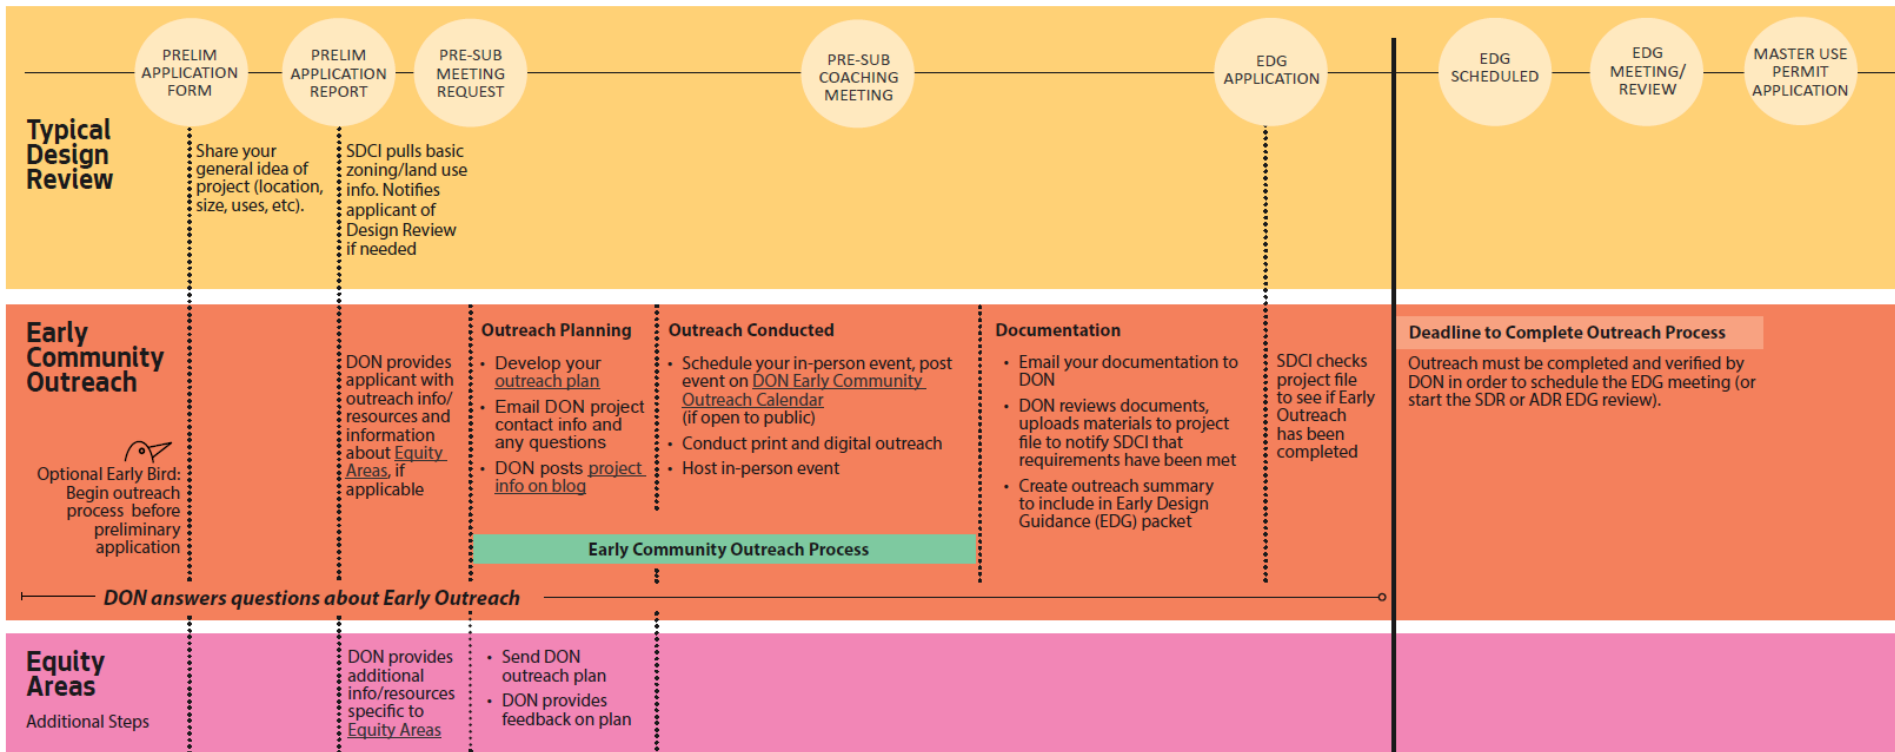 PRELIM
APPLICATION
FORM
PRELIM
APPLICATION
REPORT
PRE-SUB
MEETING
REQUEST
PRE-SUB
COACHING
MEETING
EDG
APPLICATION
EDG
SCHEDULED
EDG
MEETING/
REVIEW
MASTER USE
PERMIT
APPLICATION
Typical
Design
Review
Share your
general idea of
project (location,
size, uses, etc).
SDCI pulls basic
zoning/land use
info. Notifies
applicant of
Design Review
if needed
Early
Community
Outreach
Optional Early Bird:
Begin outreach
process before
preliminary
application
DON provides
applicant with
outreach info/
resources and
information
about Equity
Areas, if
applicable
Outreach Planning
• Develop your
outreach plan
• Email DON project
contact info and
any questions
• DON posts project
info on blog
Outreach Conducted
• Schedule your in-person event, post
event on DON Early Community
Outreach Calendar
(if open to public)
• Conduct print and digital outreach
• Host in-person event
Early Community Outreach Process
Documentation
• Email your documentation to
DON
• DON reviews documents,
uploads materials to project
file to notify SDCI that
requirements have been met
• Create outreach summary
to include in Early Design
Guidance (EDG) packet
SDCI checks
project file
to see if Early
Outreach
has been
completed
Deadline to Complete Outreach Process
Outreach must be completed and verified by
DON in order to schedule the EDG meeting (or
start the SDR or ADR EDG review).
DON answers questions about Early Outreach
Equity
Areas
Additional Steps
DON provides
additional
info/resources
specific to
Equity Areas
• Send DON
outreach plan
• DON provides
feedback on plan